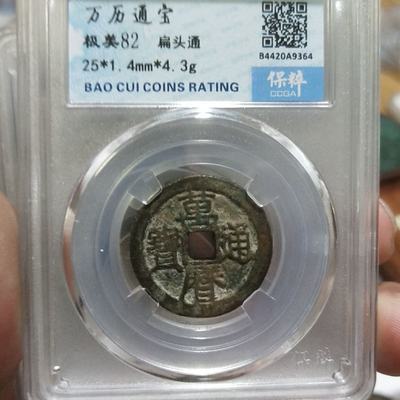 万历通宝
极美82 扁头通
25*1.4mm*4.3g
BAO CUI COINS RATING
B4420A9364
保粹
CCGA
萬曆通寶